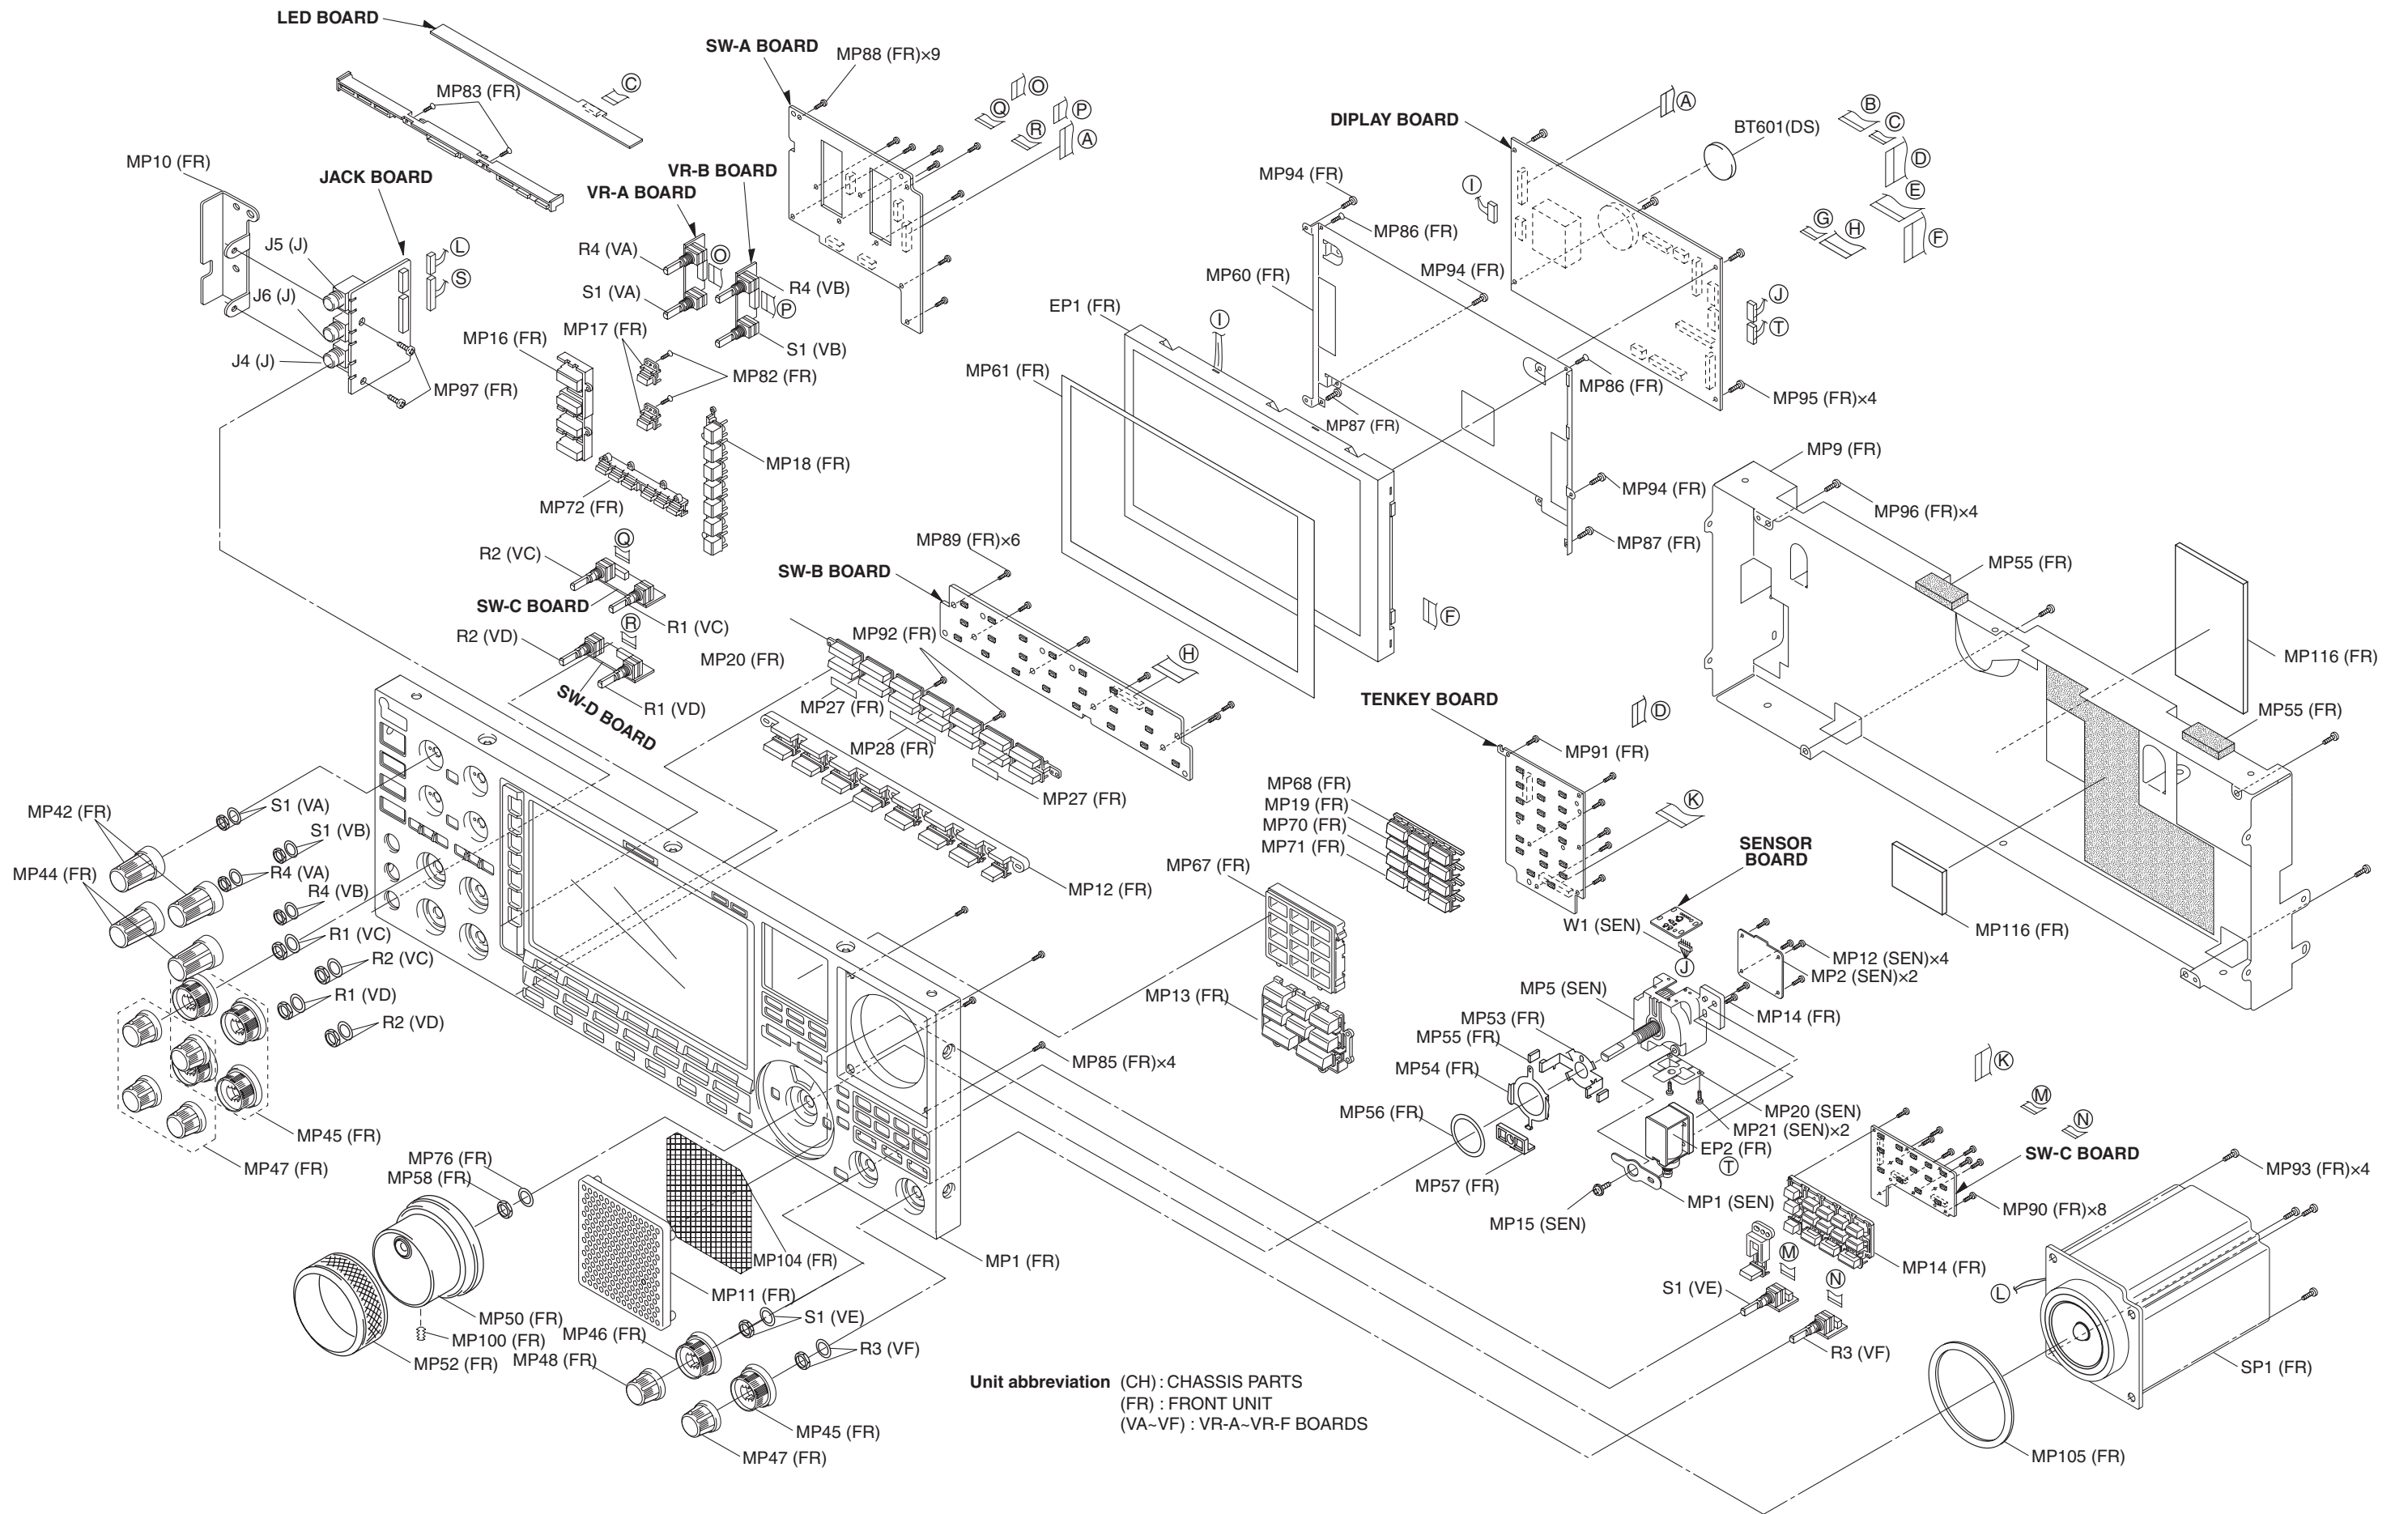 LED BOARD
SW-A BOARD
MP88 (FR)×9
C
MP83 (FR)
O
Q
P
R
A
MP10 (FR)
JACK BOARD
VR-A BOARD
VR-B BOARD
J5 (J)
L
S
J6 (J)
J4 (J)
MP97 (FR)
R4 (VA)
O
S1 (VA)
R4 (VB)
P
S1 (VB)
MP16 (FR)
MP17 (FR)
MP82 (FR)
MP18 (FR)
MP72 (FR)
DIPLAY BOARD
A
BT601(DS)
B
C
D
E
F
G
H
I
MP94 (FR)
MP86 (FR)
MP60 (FR)
MP94 (FR)
EP1 (FR)
I
MP61 (FR)
J
T
MP86 (FR)
MP95 (FR)×4
MP87 (FR)
MP94 (FR)
MP87 (FR)
F
MP9 (FR)
MP96 (FR)×4
MP55 (FR)
MP116 (FR)
MP55 (FR)
MP116 (FR)
Q
R2 (VC)
SW-C BOARD
R1 (VC)
R
R2 (VD)
SW-D BOARD
R1 (VD)
MP89 (FR)×6
SW-B BOARD
MP92 (FR)
H
MP20 (FR)
MP27 (FR)
MP28 (FR)
MP27 (FR)
MP12 (FR)
TENKEY BOARD
D
MP91 (FR)
MP68 (FR)
MP19 (FR)
MP70 (FR)
MP71 (FR)
K
SENSOR
BOARD
MP67 (FR)
MP13 (FR)
W1 (SEN)
J
MP12 (SEN)×4
MP2 (SEN)×2
MP5 (SEN)
MP14 (FR)
MP53 (FR)
MP55 (FR)
MP54 (FR)
MP56 (FR)
MP57 (FR)
MP20 (SEN)
MP21 (SEN)×2
EP2 (FR)
T
MP1 (SEN)
MP15 (SEN)
K
M
N
SW-C BOARD
MP90 (FR)×8
MP93 (FR)×4
MP14 (FR)
M
S1 (VE)
N
R3 (VF)
L
SP1 (FR)
MP105 (FR)
S1 (VA)
MP42 (FR)
S1 (VB)
MP44 (FR)
R4 (VA)
R4 (VB)
R1 (VC)
R2 (VC)
R1 (VD)
R2 (VD)
MP45 (FR)
MP47 (FR)
MP85 (FR)×4
MP76 (FR)
MP58 (FR)
MP50 (FR)
MP100 (FR)
MP52 (FR)
MP104 (FR)
MP1 (FR)
MP11 (FR)
S1 (VE)
MP46 (FR)
MP48 (FR)
R3 (VF)
MP45 (FR)
MP47 (FR)
Unit abbreviation (CH) : CHASSIS PARTS
(FR) : FRONT UNIT
(VA~VF) : VR-A~VR-F BOARDS